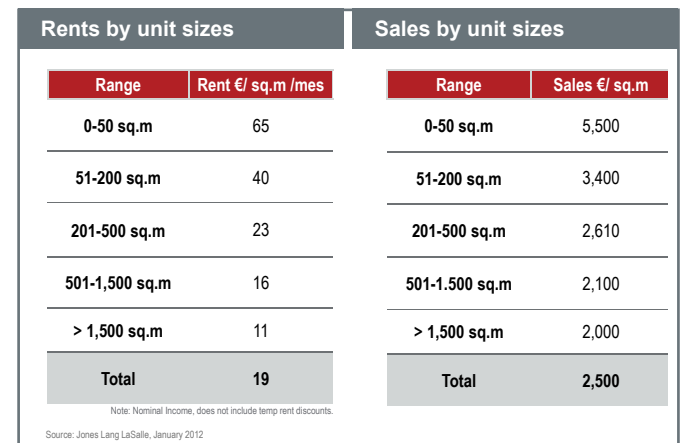 Rents by unit sizes
Range Rent €/ sq.m /mes
0-50 sq.m 65
51-200 sq.m 40
201-500 sq.m 23
501-1,500 sq.m 16
> 1,500 sq.m 11
Total 19
Note: Nominal Income, does not include temp rent discounts.
Source: Jones Lang LaSalle, January 2012
Sales by unit sizes
Range Sales €/ sq.m
0-50 sq.m 5,500
51-200 sq.m 3,400
201-500 sq.m 2,610
501-1.500 sq.m 2,100
> 1,500 sq.m 2,000
Total 2,500